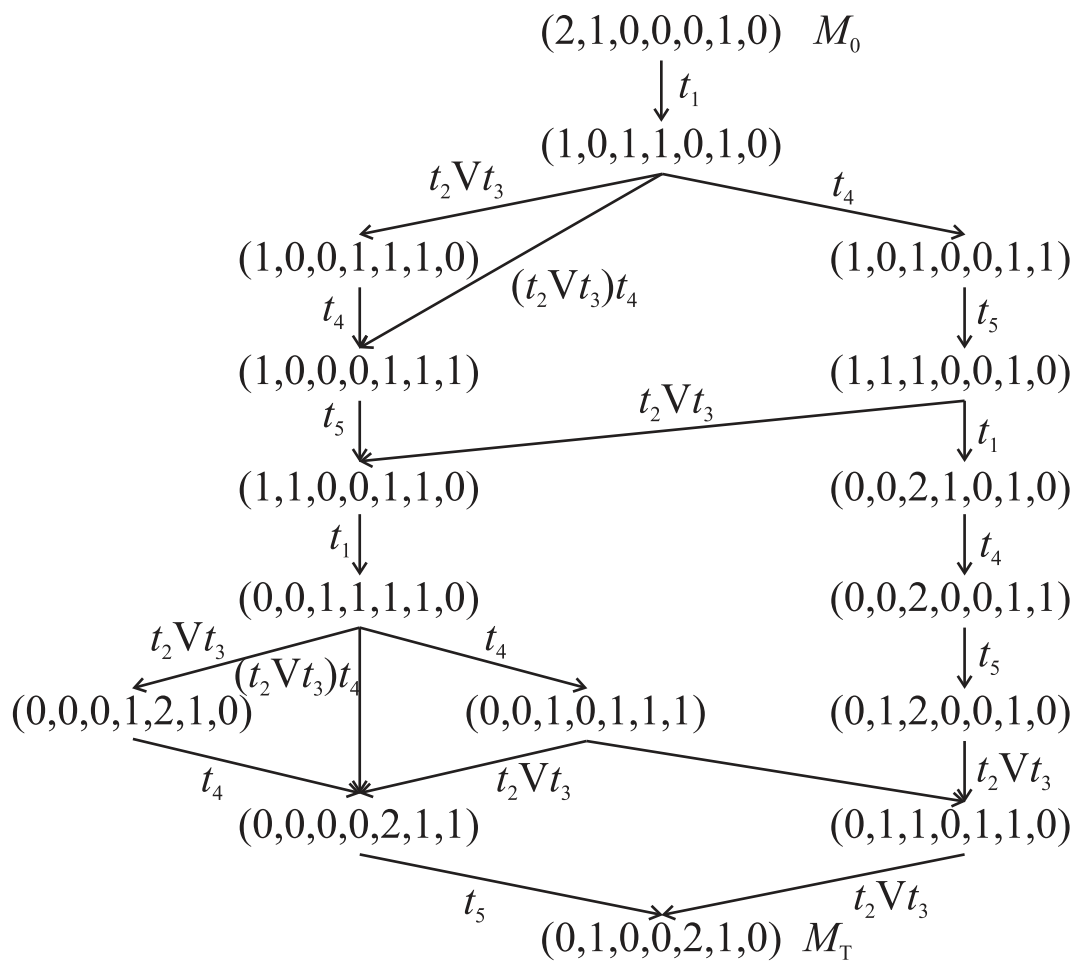 (2,1,0,0,0,1,0) M₀
t₁
(1,0,1,1,0,1,0)
t₂Vt₃ t₄
(1,0,0,1,1,1,0) (t₂Vt₃)t₄ (1,0,1,0,0,1,1)
t₄ t₅
(1,0,0,0,1,1,1) (1,1,1,0,0,1,0)
t₅ t₂Vt₃ t₁
(1,1,0,0,1,1,0) (0,0,2,1,0,1,0)
t₁ t₄
(0,0,1,1,1,1,0) (0,0,2,0,0,1,1)
t₂Vt₃ (t₂Vt₃)t₄ t₄ t₅
(0,0,0,1,2,1,0) (0,0,1,0,1,1,1) (0,1,2,0,0,1,0)
t₄ t₂Vt₃ t₂Vt₃
(0,0,0,0,2,1,1) (0,1,1,0,1,1,0)
t₅ t₂Vt₃
(0,1,0,0,2,1,0) M_T